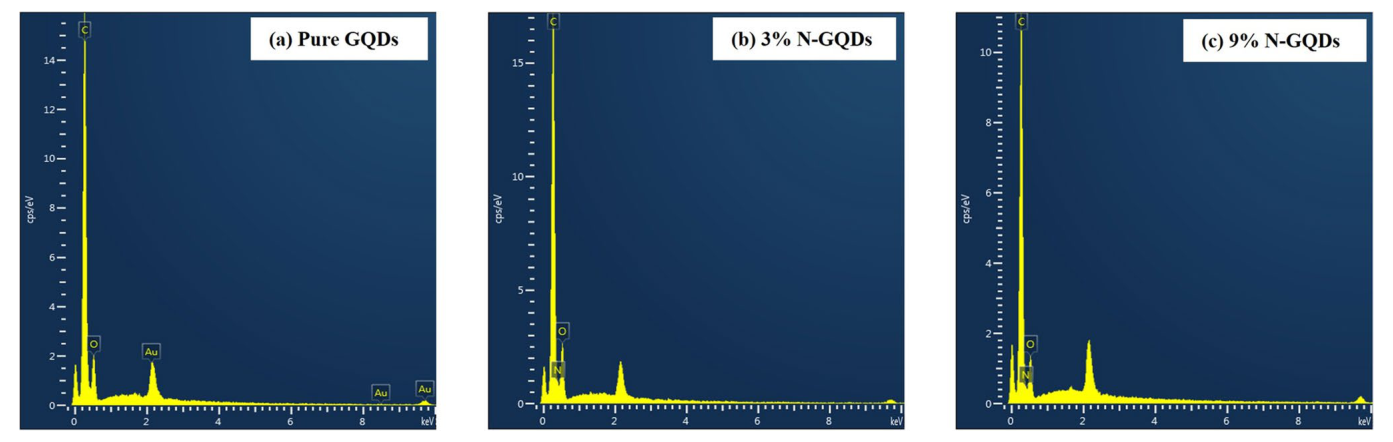 (a) Pure GQDs
C
14
12
10
8
6
4
2
0
cps/eV
O
Au
Au
Au
0 2 4 6 8 keV
(b) 3% N-GQDs
C
15
10
5
0
cps/eV
O
N
0 2 4 6 8 keV
(c) 9% N-GQDs
C
10
8
6
4
2
0
cps/eV
O
N
0 2 4 6 8 keV